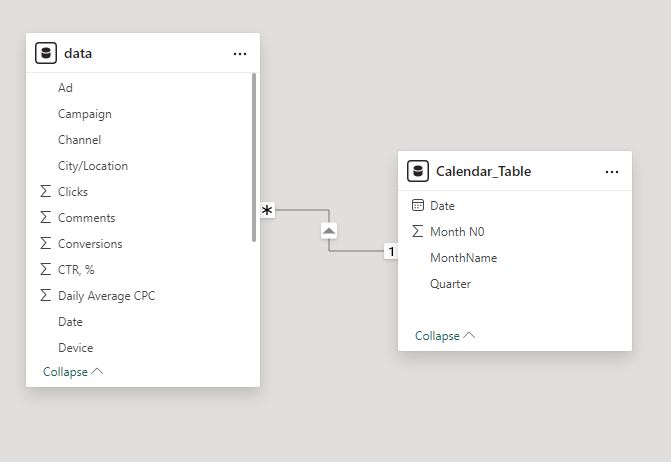 data
Ad
Campaign
Channel
City/Location
Clicks
Comments
Conversions
CTR, %
Daily Average CPC
Date
Device
Collapse
*
1
Calendar_Table
Date
Month N0
MonthName
Quarter
Collapse